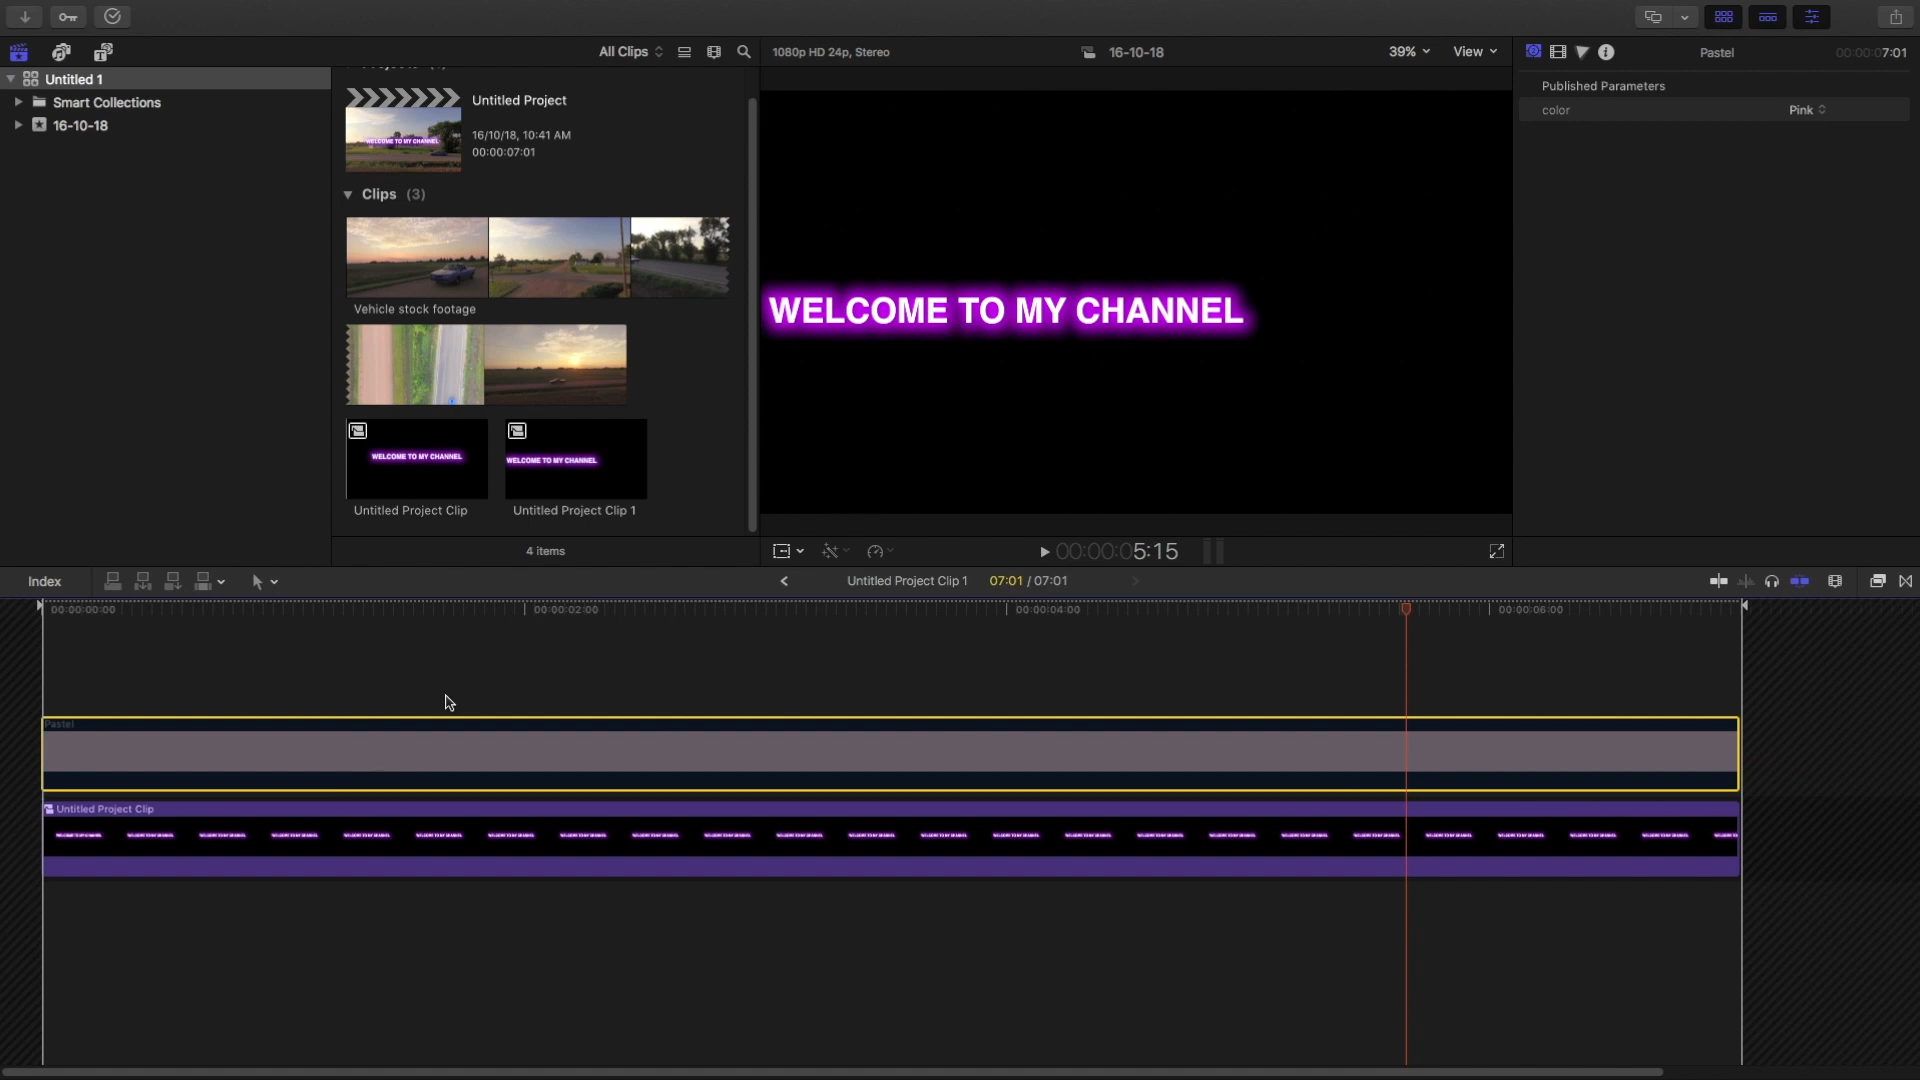 All Clips
1080p HD 24p, Stereo
16-10-18
39%
View
Pastel
00:00:07:01
Untitled 1
Smart Collections
16-10-18
Untitled Project
16/10/18, 10:41 AM
00:00:07:01
WELCOME TO MY CHANNEL
Clips (3)
Vehicle stock footage
WELCOME TO MY CHANNEL
WELCOME TO MY CHANNEL
Untitled Project Clip
Untitled Project Clip 1
4 items
WELCOME TO MY CHANNEL
00:00:05:15
Published Parameters
color
Pink
Index
Untitled Project Clip 1
07:01 / 07:01
00:00:00:00
00:00:02:00
00:00:04:00
00:00:06:00
Pastel
Untitled Project Clip